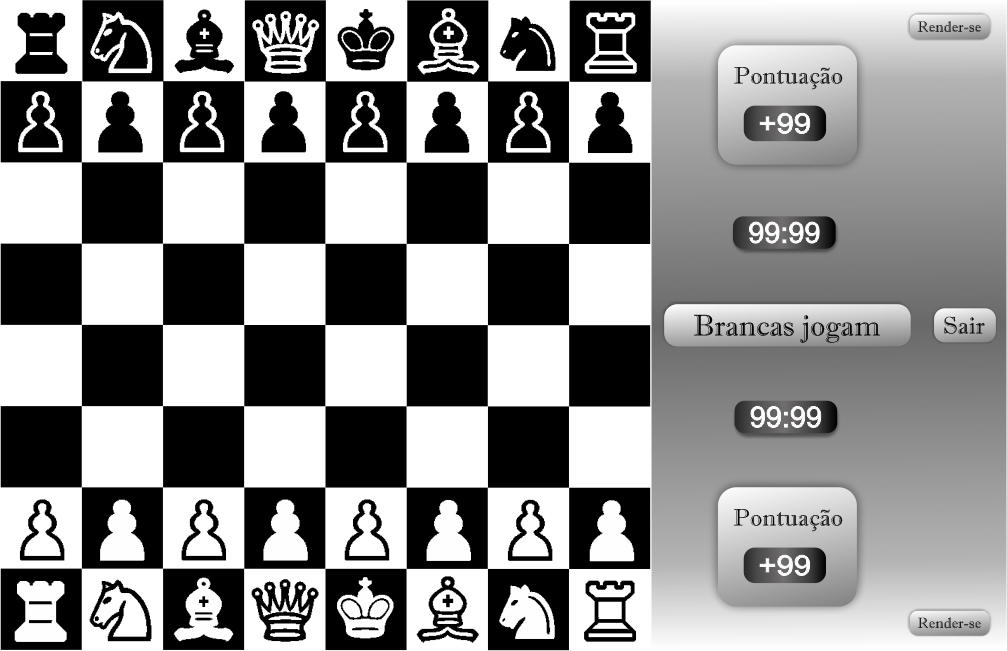 Render-se
Pontuação
+99
99:99
Brancas jogam
Sair
99:99
Pontuação
+99
Render-se